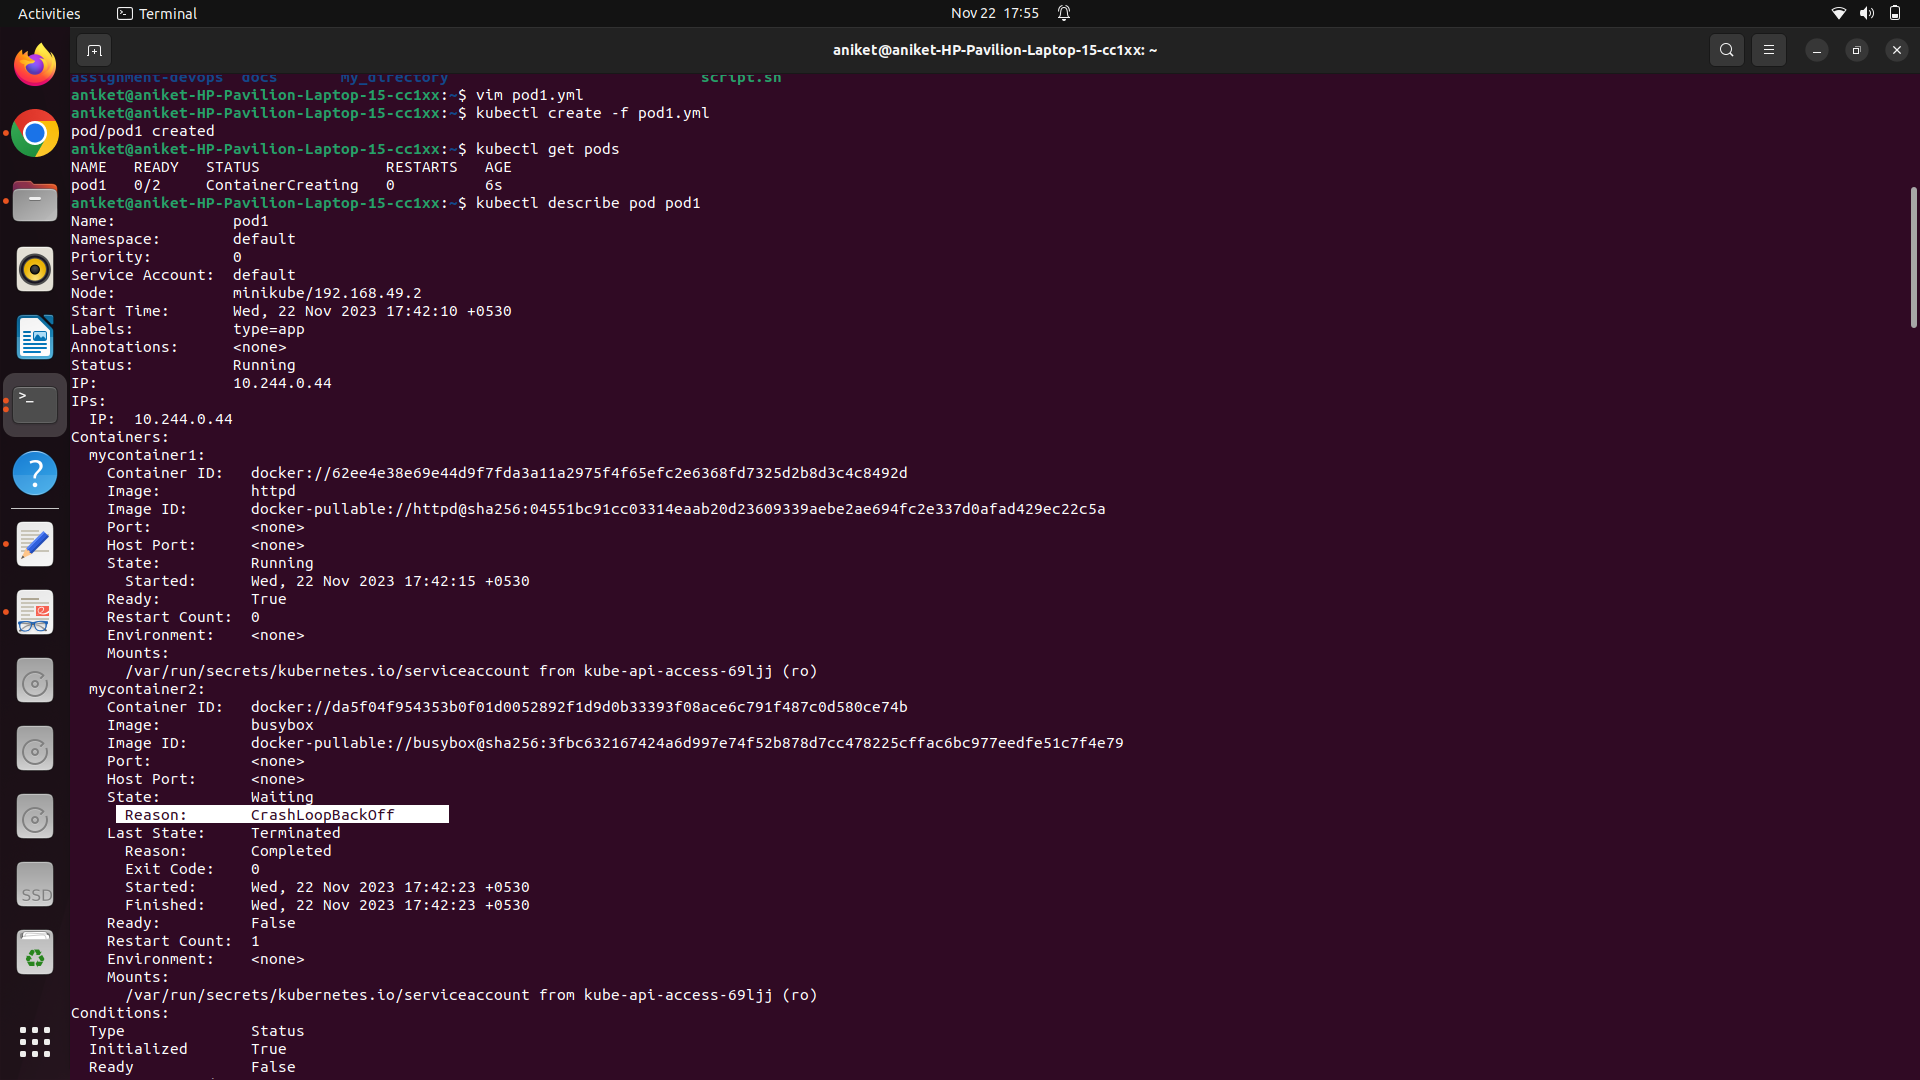 Activities Terminal Nov 22 17:55
aniket@aniket-HP-Pavilion-Laptop-15-cc1xx: ~
assignment-devops docs my_directory script.sh
aniket@aniket-HP-Pavilion-Laptop-15-cc1xx:~$ vim pod1.yml
aniket@aniket-HP-Pavilion-Laptop-15-cc1xx:~$ kubectl create -f pod1.yml
pod/pod1 created
aniket@aniket-HP-Pavilion-Laptop-15-cc1xx:~$ kubectl get pods
NAME READY STATUS RESTARTS AGE
pod1 0/2 ContainerCreating 0 6s
aniket@aniket-HP-Pavilion-Laptop-15-cc1xx:~$ kubectl describe pod pod1
Name: pod1
Namespace: default
Priority: 0
Service Account: default
Node: minikube/192.168.49.2
Start Time: Wed, 22 Nov 2023 17:42:10 +0530
Labels: type=app
Annotations: <none>
Status: Running
IP: 10.244.0.44
IPs:
IP: 10.244.0.44
Containers:
mycontainer1:
Container ID: docker://62ee4e38e69e44d9f7fda3a11a2975f4f65efc2e6368fd7325d2b8d3c4c8492d
Image: httpd
Image ID: docker-pullable://httpd@sha256:04551bc91cc03314eaab20d23609339aebe2ae694fc2e337d0afad429ec22c5a
Port: <none>
Host Port: <none>
State: Running
Started: Wed, 22 Nov 2023 17:42:15 +0530
Ready: True
Restart Count: 0
Environment: <none>
Mounts:
/var/run/secrets/kubernetes.io/serviceaccount from kube-api-access-69ljj (ro)
mycontainer2:
Container ID: docker://da5f04f954353b0f01d0052892f1d9d0b33393f08ace6c791f487c0d580ce74b
Image: busybox
Image ID: docker-pullable://busybox@sha256:3fbc632167424a6d997e74f52b878d7cc478225cffac6bc977eedfe51c7f4e79
Port: <none>
Host Port: <none>
State: Waiting
Reason: CrashLoopBackOff
Last State: Terminated
Reason: Completed
Exit Code: 0
Started: Wed, 22 Nov 2023 17:42:23 +0530
Finished: Wed, 22 Nov 2023 17:42:23 +0530
Ready: False
Restart Count: 1
Environment: <none>
Mounts:
/var/run/secrets/kubernetes.io/serviceaccount from kube-api-access-69ljj (ro)
Conditions:
Type Status
Initialized True
Ready False
SSD